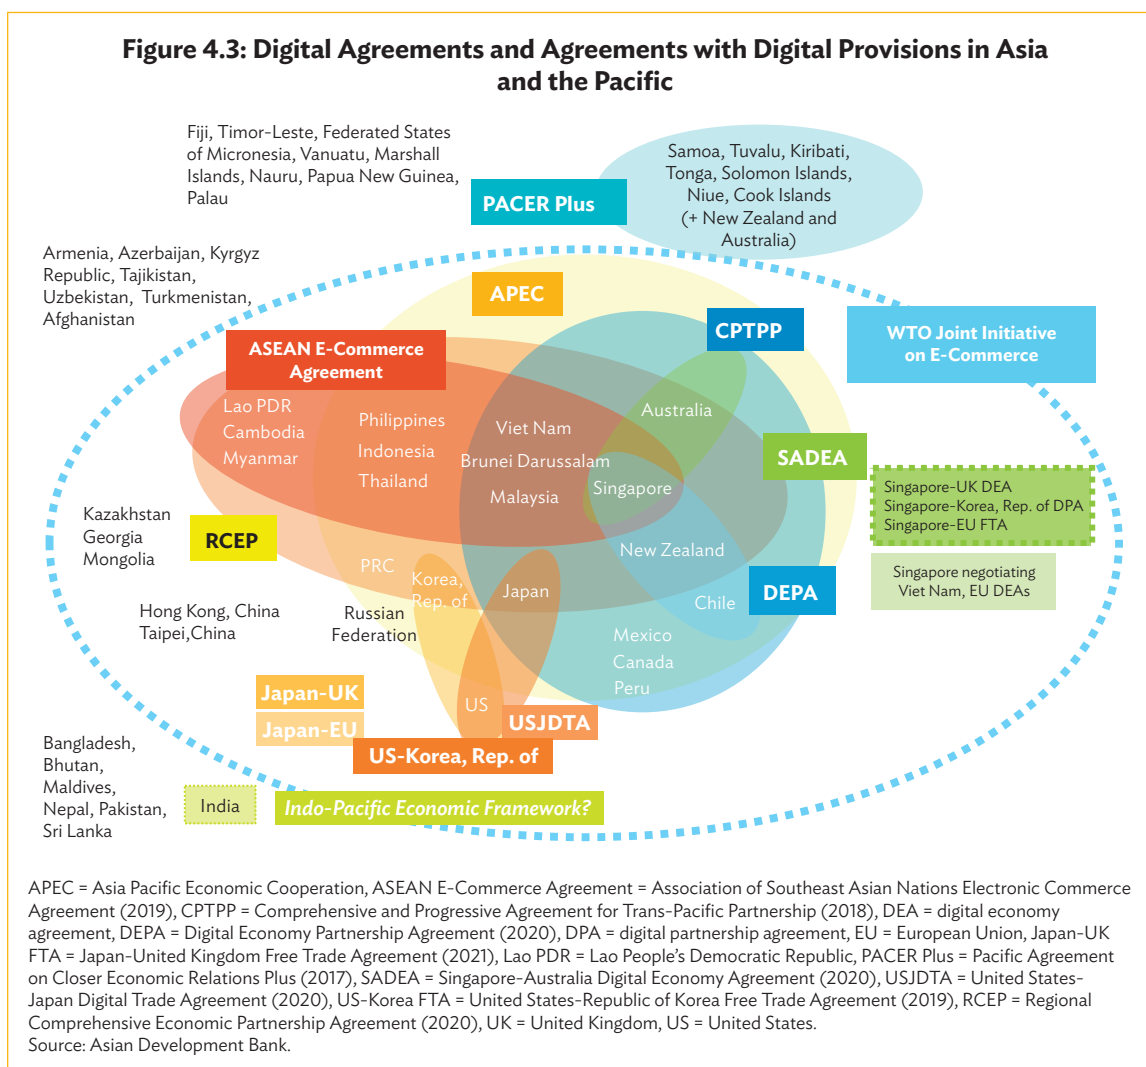 Figure 4.3: Digital Agreements and Agreements with Digital Provisions in Asia
and the Pacific
Fiji, Timor-Leste, Federated States
of Micronesia, Vanuatu, Marshall
Islands, Nauru, Papua New Guinea,
Palau
PACER Plus
Samoa, Tuvalu, Kiribati,
Tonga, Solomon Islands,
Niue, Cook Islands
(+ New Zealand and
Australia)
Armenia, Azerbaijan, Kyrgyz
Republic, Tajikistan,
Uzbekistan, Turkmenistan,
Afghanistan
APEC
CPTPP
WTO Joint Initiative
on E-Commerce
ASEAN E-Commerce
Agreement
Lao PDR
Cambodia
Myanmar
Philippines
Indonesia
Thailand
Viet Nam
Brunei Darussalam
Malaysia
Australia
Singapore
SADEA
Singapore-UK DEA
Singapore-Korea, Rep. of DPA
Singapore-EU FTA
Kazakhstan
Georgia
Mongolia
RCEP
PRC
Korea,
Rep. of
Japan
New Zealand
Chile
DEPA
Singapore negotiating
Viet Nam, EU DEAs
Hong Kong, China
Taipei,China
Russian
Federation
Mexico
Canada
Peru
Japan-UK
Japan-EU
US
USJDTA
US-Korea, Rep. of
Bangladesh,
Bhutan,
Maldives,
Nepal, Pakistan,
Sri Lanka
India
Indo-Pacific Economic Framework?
APEC = Asia Pacific Economic Cooperation, ASEAN E-Commerce Agreement = Association of Southeast Asian Nations Electronic Commerce
Agreement (2019), CPTPP = Comprehensive and Progressive Agreement for Trans-Pacific Partnership (2018), DEA = digital economy
agreement, DEPA = Digital Economy Partnership Agreement (2020), DPA = digital partnership agreement, EU = European Union, Japan-UK
FTA = Japan-United Kingdom Free Trade Agreement (2021), Lao PDR = Lao People's Democratic Republic, PACER Plus = Pacific Agreement
on Closer Economic Relations Plus (2017), SADEA = Singapore-Australia Digital Economy Agreement (2020), USJDTA = United States-
Japan Digital Trade Agreement (2020), US-Korea FTA = United States-Republic of Korea Free Trade Agreement (2019), RCEP = Regional
Comprehensive Economic Partnership Agreement (2020), UK = United Kingdom, US = United States.
Source: Asian Development Bank.